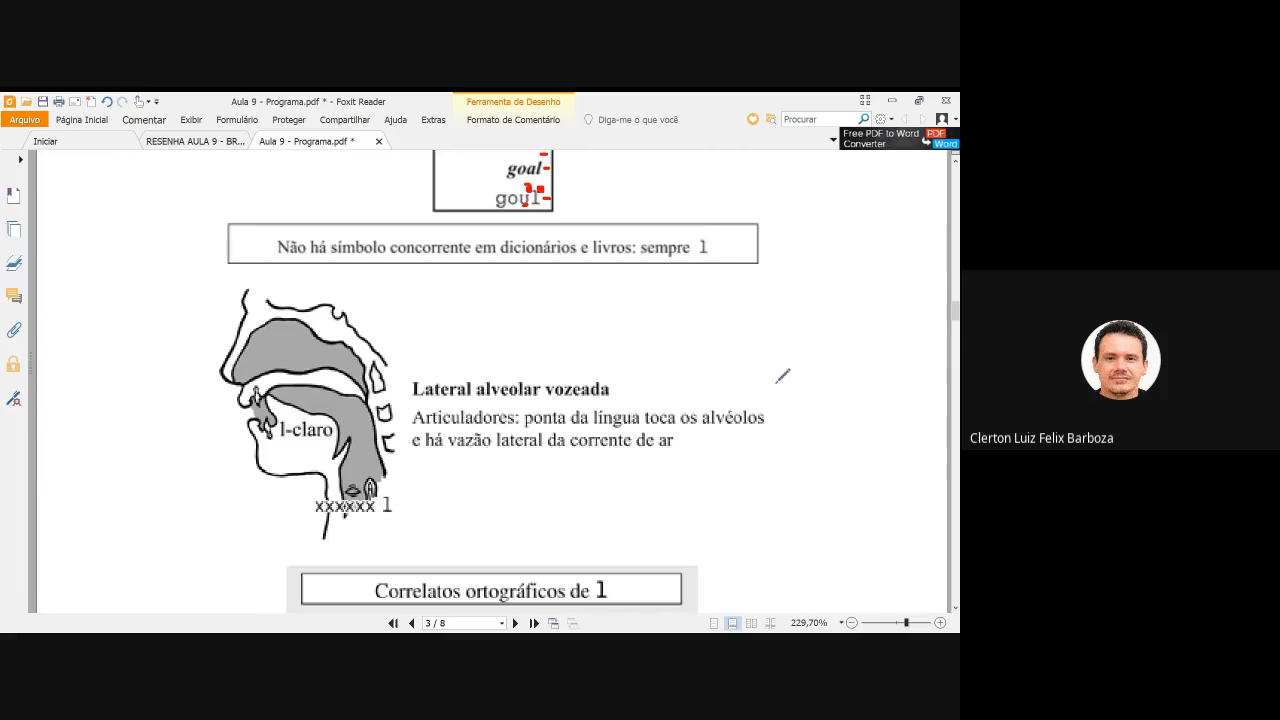 Aula 9 - Programa.pdf * - Foxit Reader
Ferramenta de Desenho
Arquivo
Página Inicial
Comentar
Exibir
Formulário
Proteger
Compartilhar
Ajuda
Extras
Formato de Comentário
Diga-me o que você
Procurar
Iniciar
RESENHA AULA 9 - BR...
Aula 9 - Programa.pdf *
Free PDF to Word
Converter
PDF
Word
goal
goul
Não há símbolo concorrente em dicionários e livros: sempre l
Lateral alveolar vozeada
Articuladores: ponta da língua toca os alvéolos
e há vazão lateral da corrente de ar
l-claro
xxxxxx l
Correlatos ortográficos de l
3 / 8
229,70%
Clerton Luiz Felix Barboza